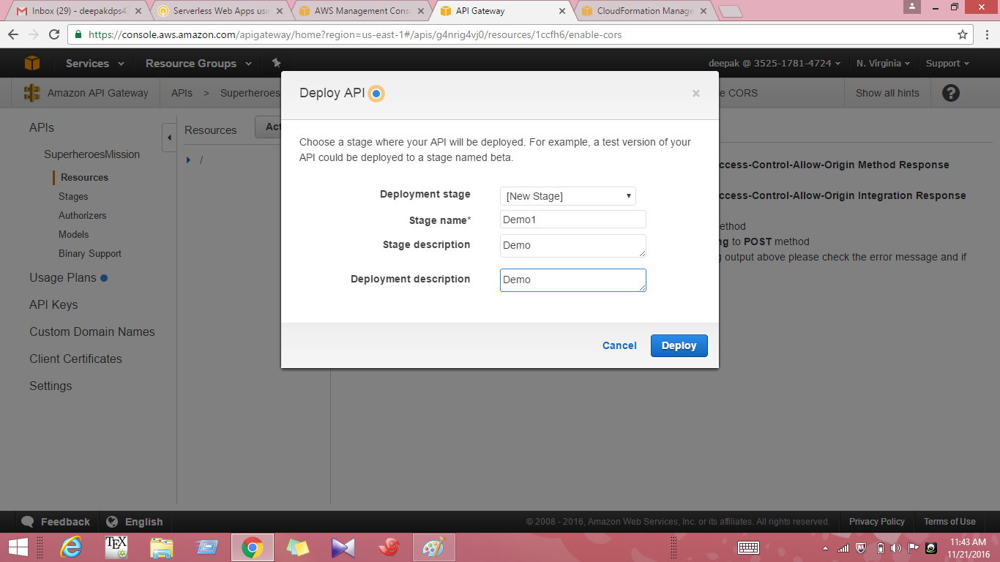 Inbox (29) - deepakdps4
Serverless Web Apps usin
AWS Management Cons
API Gateway
CloudFormation Manage
https://console.aws.amazon.com/apigateway/home?region=us-east-1#/apis/g4nrig4vj0/resources/1ccfh6/enable-cors
Services Resource Groups deepak @ 3525-1781-4724 N. Virginia Support
Amazon API Gateway APIs > Superheroes CORS Show all hints ?
Deploy API ×
APIs
SuperheroesMission
Resources
Stages
Authorizers
Models
Binary Support
Usage Plans
API Keys
Custom Domain Names
Client Certificates
Settings
Resources Act
/
Choose a stage where your API will be deployed. For example, a test version of your
API could be deployed to a stage named beta.
Deployment stage [New Stage]
Stage name* Demo1
Stage description Demo
Deployment description Demo
Cancel Deploy
ccess-Control-Allow-Origin Method Response
ccess-Control-Allow-Origin Integration Response
ethod
ng to POST method
output above please check the error message and if
Feedback English © 2008 - 2016, Amazon Web Services, Inc. or its affiliates. All rights reserved. Privacy Policy Terms of Use
TEX
11:43 AM
11/21/2016